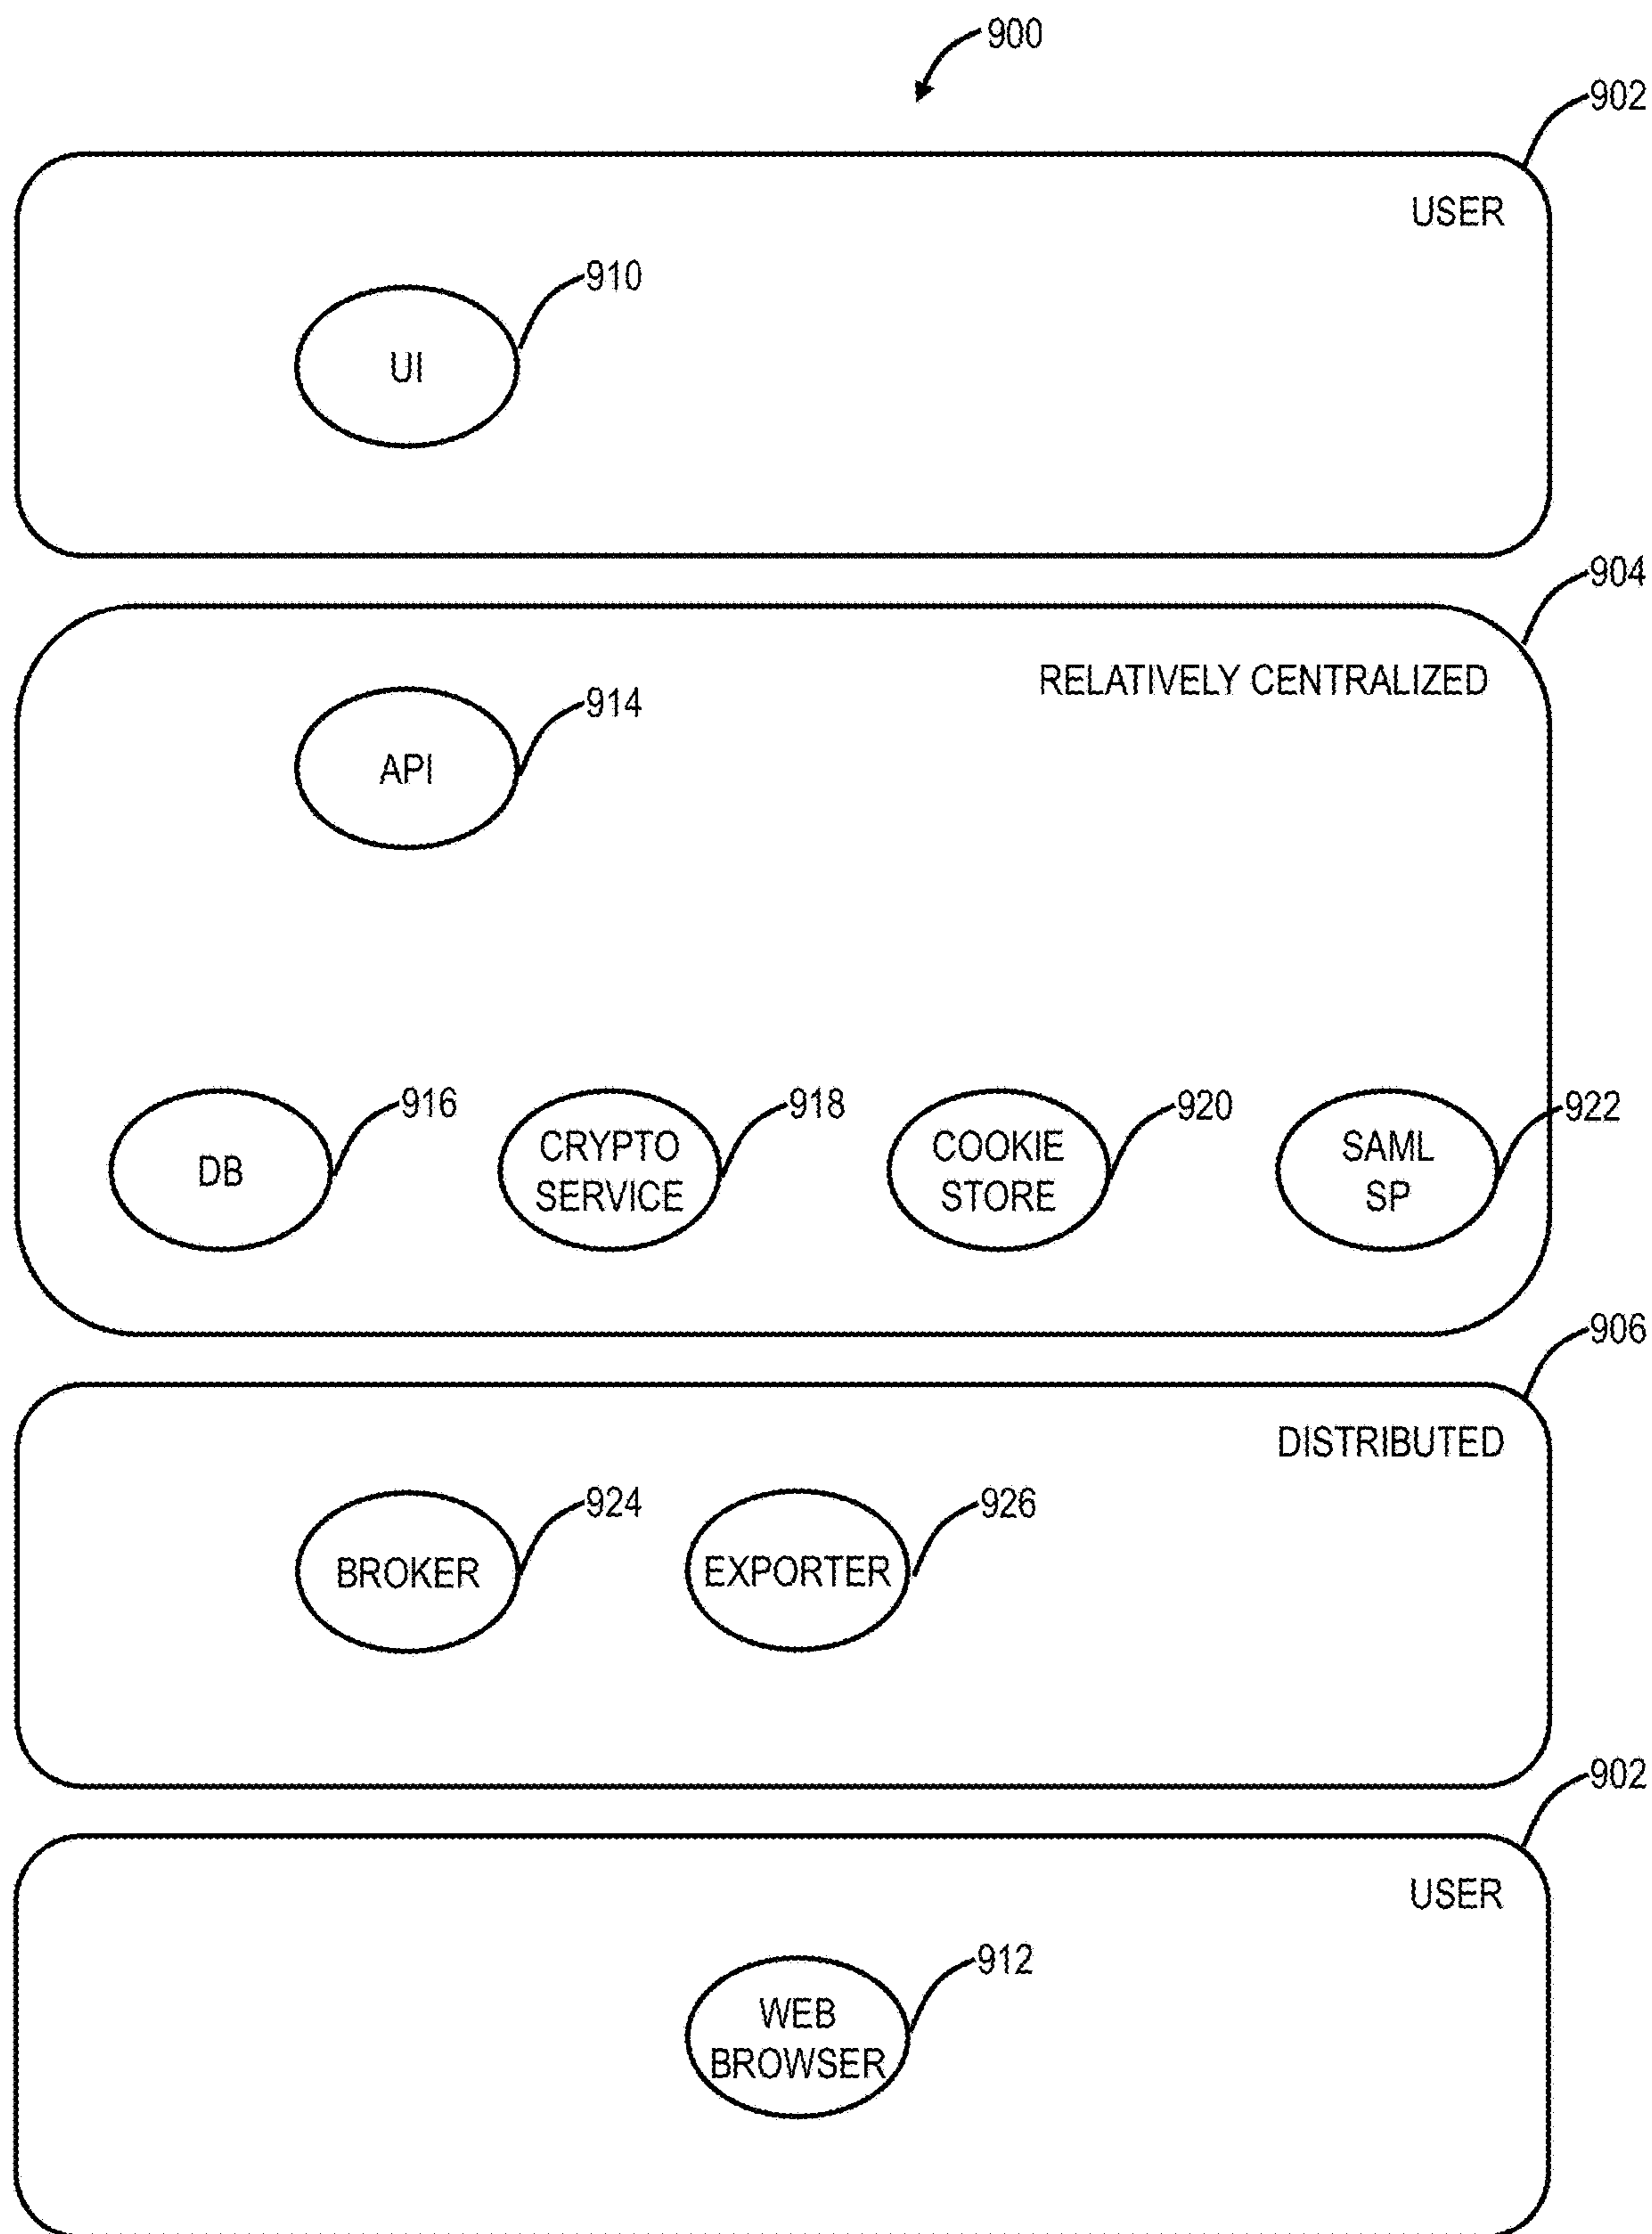 900
902
USER
910
UI
904
RELATIVELY CENTRALIZED
914
API
916
918
920
922
DB
CRYPTO
SERVICE
COOKIE
STORE
SAML
SP
906
DISTRIBUTED
924
926
BROKER
EXPORTER
902
USER
912
WEB
BROWSER